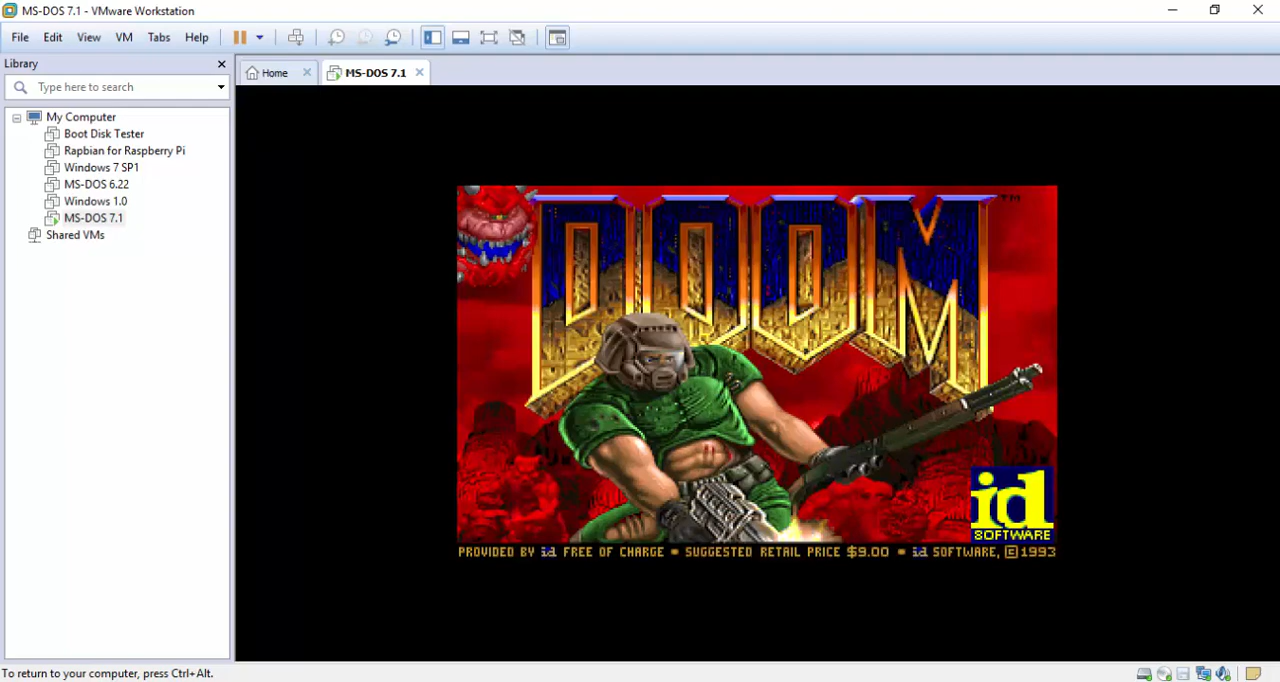 MS-DOS 7.1 - VMware Workstation
File Edit View VM Tabs Help
Library
Home
MS-DOS 7.1
Type here to search
My Computer
Boot Disk Tester
Rapbian for Raspberry Pi
Windows 7 SP1
MS-DOS 6.22
Windows 1.0
MS-DOS 7.1
Shared VMs
DOOM™
id
SOFTWARE
PROVIDED BY id FREE OF CHARGE * SUGGESTED RETAIL PRICE $9.00 * id SOFTWARE, ©1993
To return to your computer, press Ctrl+Alt.